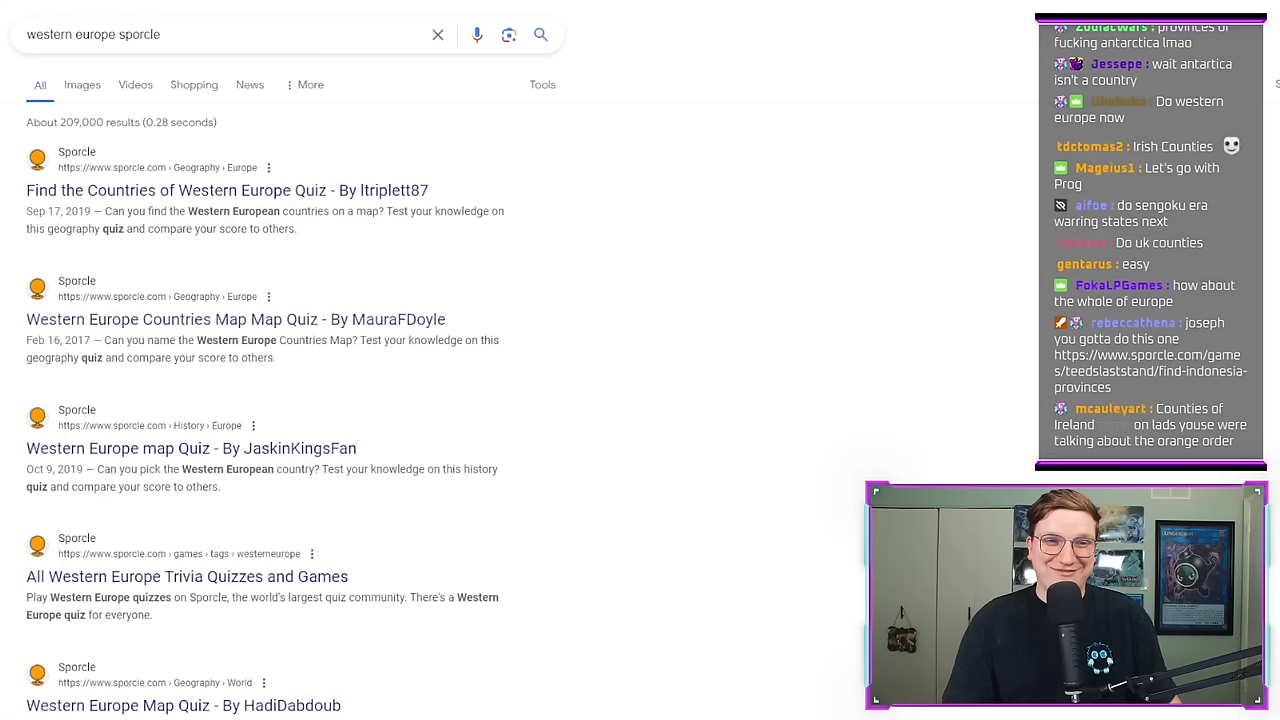 western europe sporcle
All Images Videos Shopping News More Tools
About 209,000 results (0.28 seconds)
Sporcle
https://www.sporcle.com › Geography › Europe
Find the Countries of Western Europe Quiz - By ltriplett87
Sep 17, 2019 — Can you find the Western European countries on a map? Test your knowledge on
this geography quiz and compare your score to others.
Sporcle
https://www.sporcle.com › Geography › Europe
Western Europe Countries Map Map Quiz - By MauraFDoyle
Feb 16, 2017 — Can you name the Western Europe Countries Map? Test your knowledge on this
geography quiz and compare your score to others.
Sporcle
https://www.sporcle.com › History › Europe
Western Europe map Quiz - By JaskinKingsFan
Oct 9, 2019 — Can you pick the Western European country? Test your knowledge on this history
quiz and compare your score to others.
Sporcle
https://www.sporcle.com › games › tags › westerneurope
All Western Europe Trivia Quizzes and Games
Play Western Europe quizzes on Sporcle, the world's largest quiz community. There's a Western
Europe quiz for everyone.
Sporcle
https://www.sporcle.com › Geography › World
Western Europe Map Quiz - By HadiDabdoub
ZodiacWars : provinces of
fucking antarctica lmao
Jessepe : wait antartica
isn't a country
: Do western
europe now
tdctomas2 : Irish Counties
Mageius1 : Let's go with
Prog
aifoe : do sengoku era
warring states next
: Do uk counties
gentarus : easy
FokaLPGames : how about
the whole of europe
rebeccathena : joseph
you gotta do this one
https://www.sporcle.com/game
s/teedslaststand/find-indonesia-
provinces
mcauleyart : Counties of
Ireland come on lads youse were
talking about the orange order